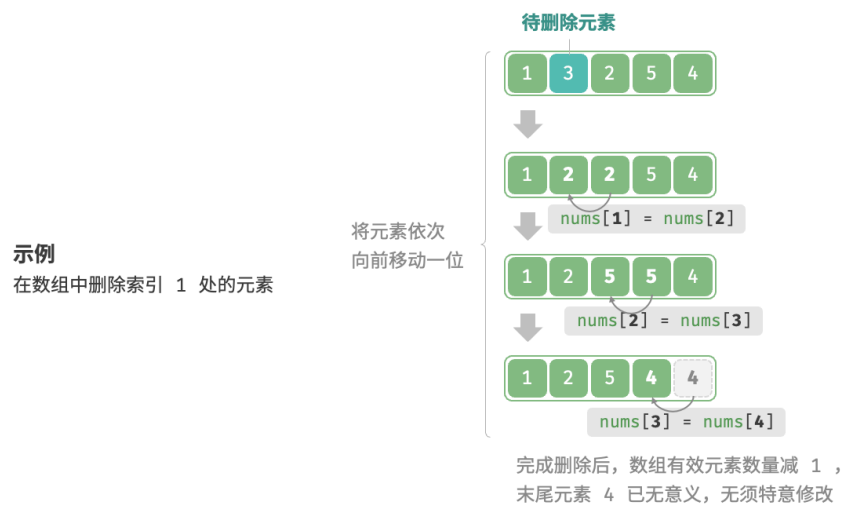 待删除元素
1 3 2 5 4
1 2 2 5 4
nums[1] = nums[2]
将元素依次
向前移动一位
示例
在数组中删除索引 1 处的元素
1 2 5 5 4
nums[2] = nums[3]
1 2 5 4 4
nums[3] = nums[4]
完成删除后，数组有效元素数量减 1 ，
末尾元素 4 已无意义，无须特意修改